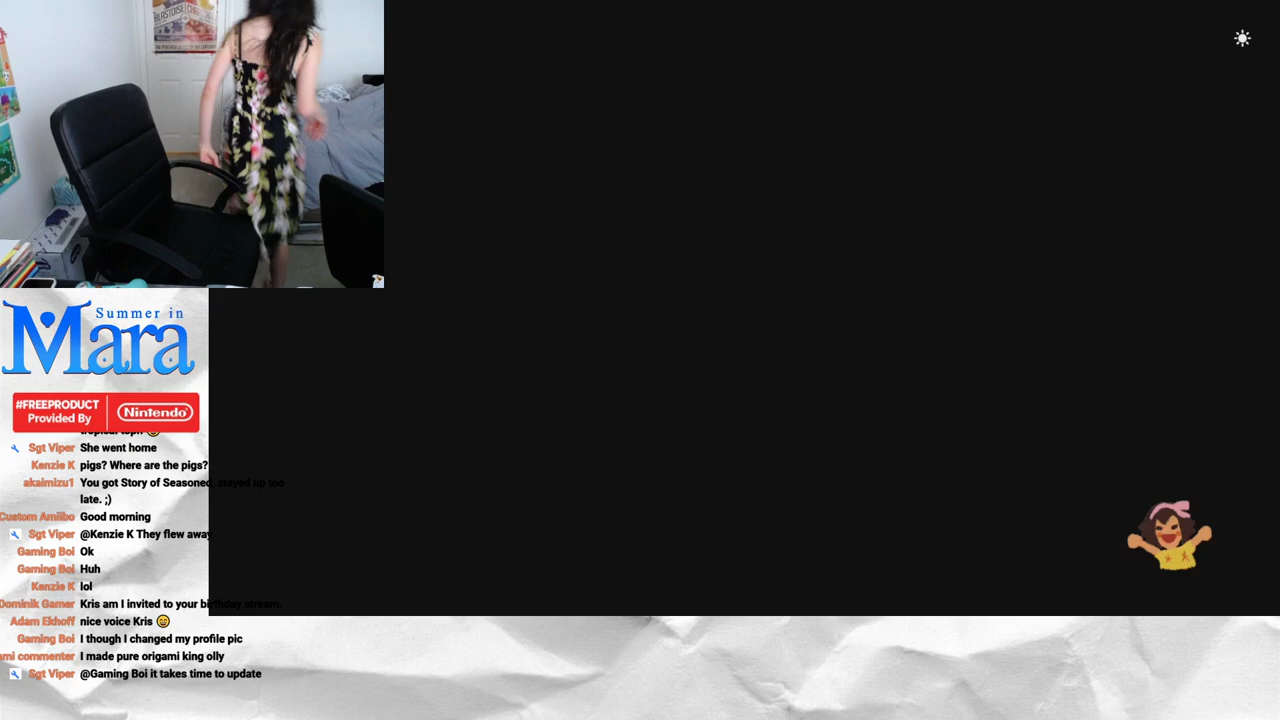 Summer in
Mara
#FREEPRODUCT
Provided By
Nintendo
Sgt Viper She went home
Kenzie K pigs? Where are the pigs?
akaimizu1 You got Story of Seasoned, stayed up too
late. ;)
Custom Amiibo Good morning
Sgt Viper @Kenzie K They flew away
Gaming Boi Ok
Gaming Boi Huh
Kenzie K lol
Dominik Gamer Kris am I invited to your birthday stream.
Adam Ekhoff nice voice Kris 😄
Gaming Boi I though I changed my profile pic
commenter I made pure origami king olly
Sgt Viper @Gaming Boi it takes time to update